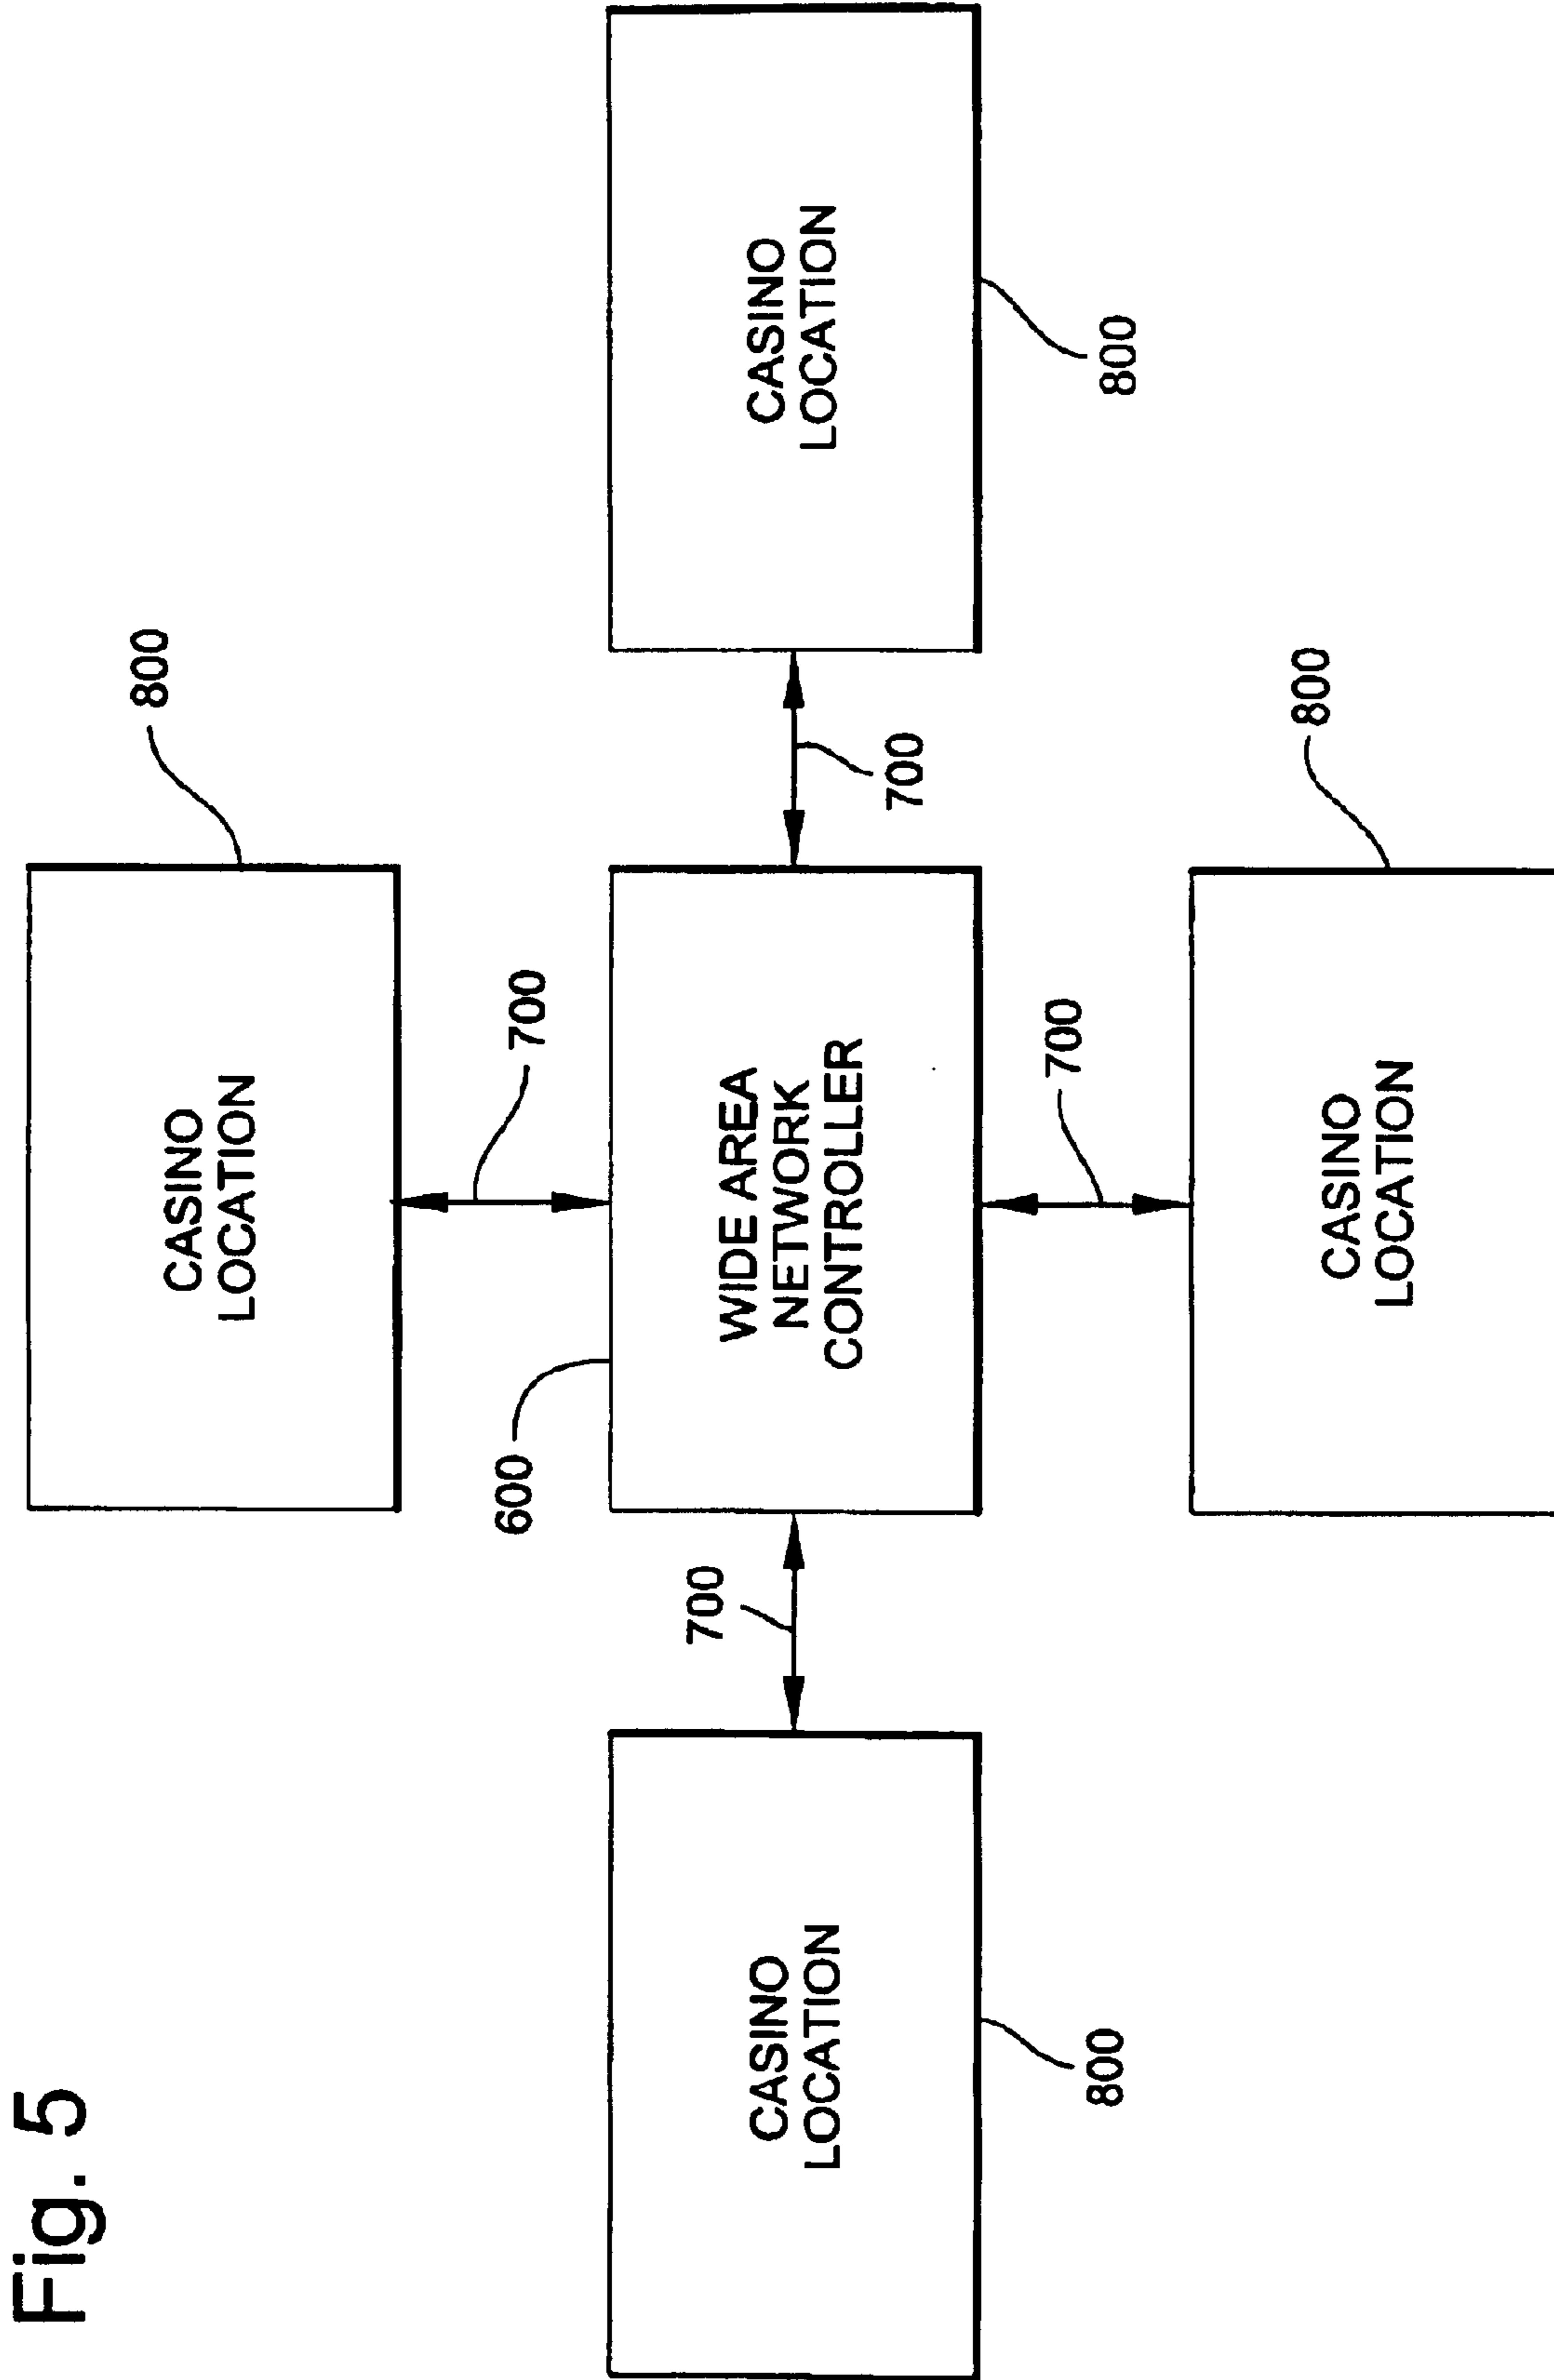 Fig. 5
CASINO
LOCATION
800
700
600
CASINO
LOCATION
800
700
WIDE AREA
NETWORK
CONTROLLER
700
CASINO
LOCATION
800
700
CASINO
LOCATION
800